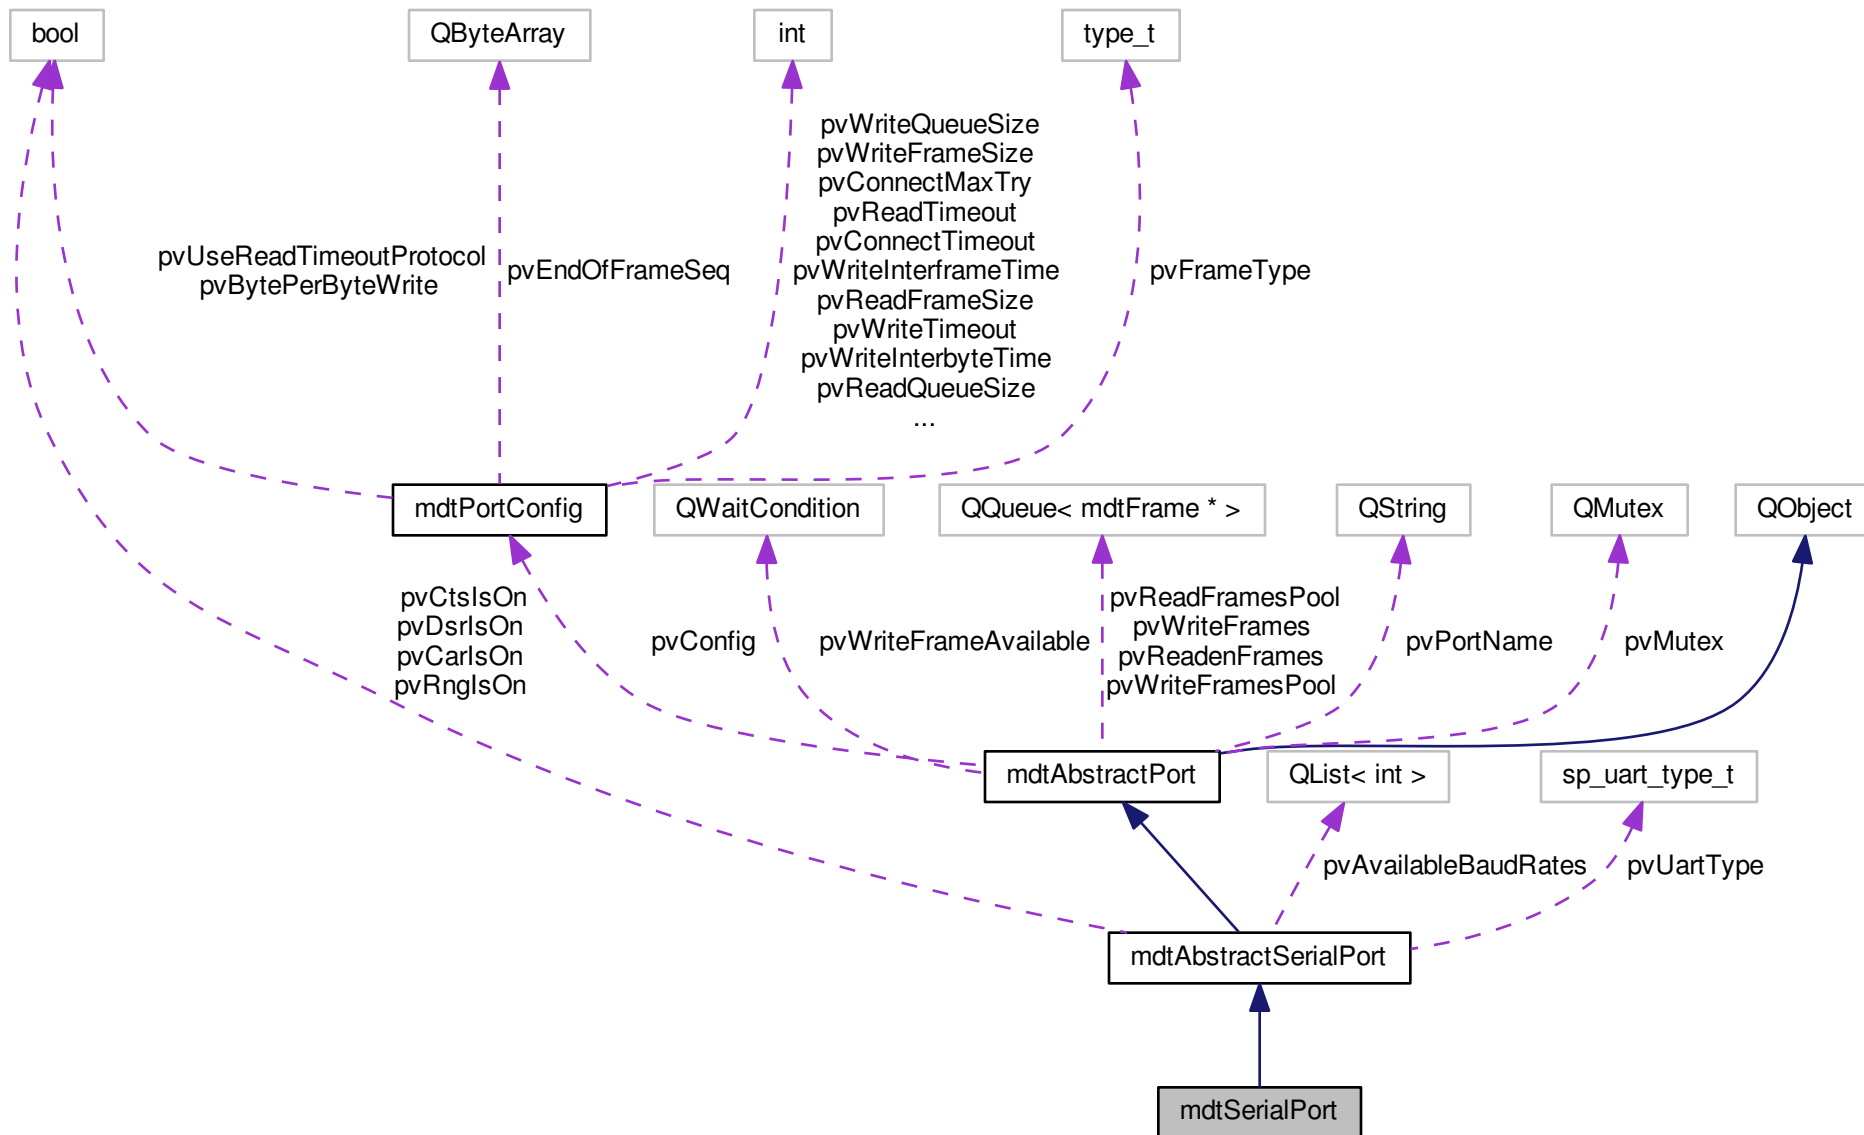 bool
QByteArray
int
type_t
pvWriteQueueSize
pvWriteFrameSize
pvConnectMaxTry
pvReadTimeout
pvConnectTimeout
pvWriteInterframeTime
pvReadFrameSize
pvWriteTimeout
pvWriteInterbyteTime
pvReadQueueSize
...
pvUseReadTimeoutProtocol
pvBytePerByteWrite
pvEndOfFrameSeq
pvFrameType
mdtPortConfig
QWaitCondition
QQueue< mdtFrame * >
QString
QMutex
QObject
pvCtsIsOn
pvDsrIsOn
pvCarIsOn
pvRngIsOn
pvConfig
pvWriteFrameAvailable
pvReadFramesPool
pvWriteFrames
pvReadenFrames
pvWriteFramesPool
pvPortName
pvMutex
mdtAbstractPort
QList< int >
sp_uart_type_t
pvAvailableBaudRates
pvUartType
mdtAbstractSerialPort
mdtSerialPort